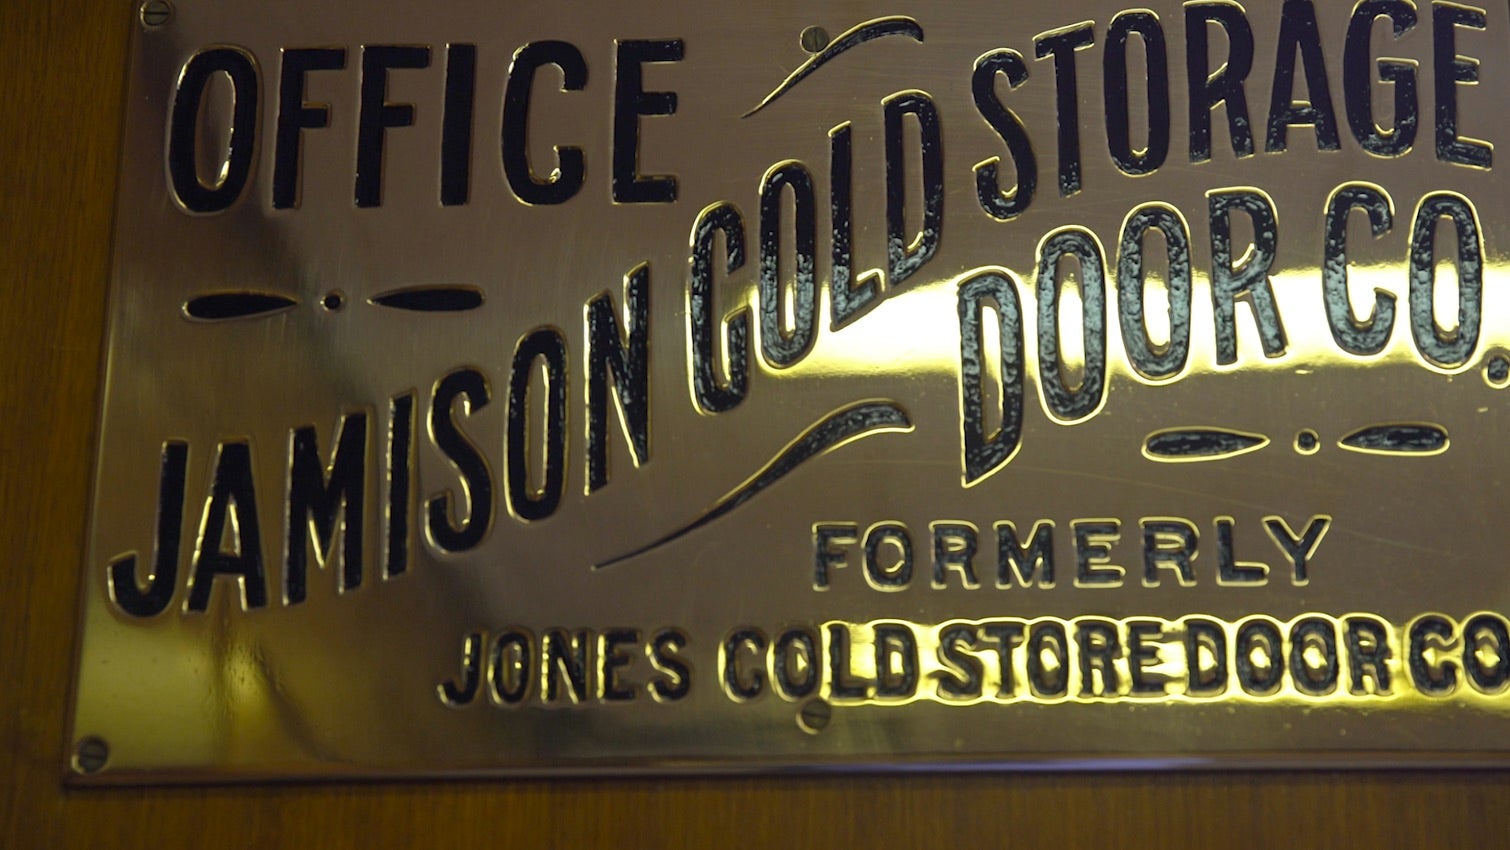 OFFICE
JAMISON COLD STORAGE
DOOR CO.
FORMERLY
JONES COLD STORE DOOR CO